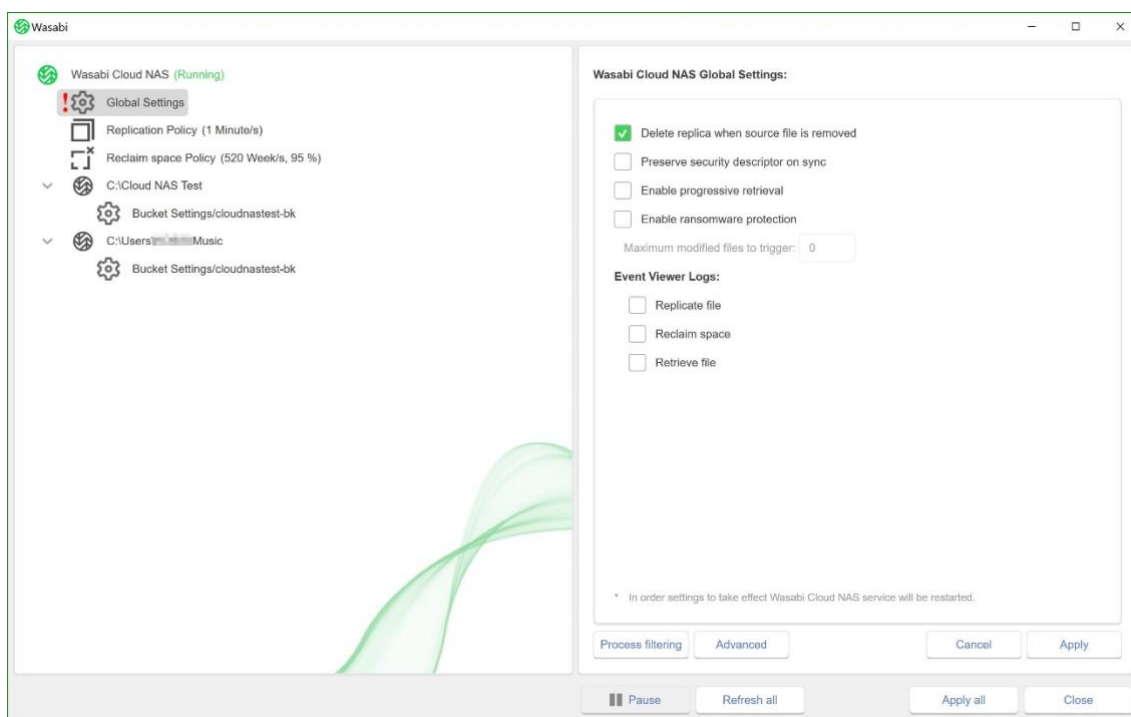 Wasabi
Wasabi Cloud NAS (Running)
Global Settings
Replication Policy (1 Minute/s)
Reclaim space Policy (520 Week/s, 95 %)
C:\Cloud NAS Test
Bucket Settings/cloudnastest-bk
C:\Users\ Music
Bucket Settings/cloudnastest-bk
Wasabi Cloud NAS Global Settings:
Delete replica when source file is removed
Preserve security descriptor on sync
Enable progressive retrieval
Enable ransomware protection
Maximum modified files to trigger: 0
Event Viewer Logs:
Replicate file
Reclaim space
Retrieve file
* In order settings to take effect Wasabi Cloud NAS service will be restarted.
Process filtering Advanced Cancel Apply
Pause Refresh all Apply all Close